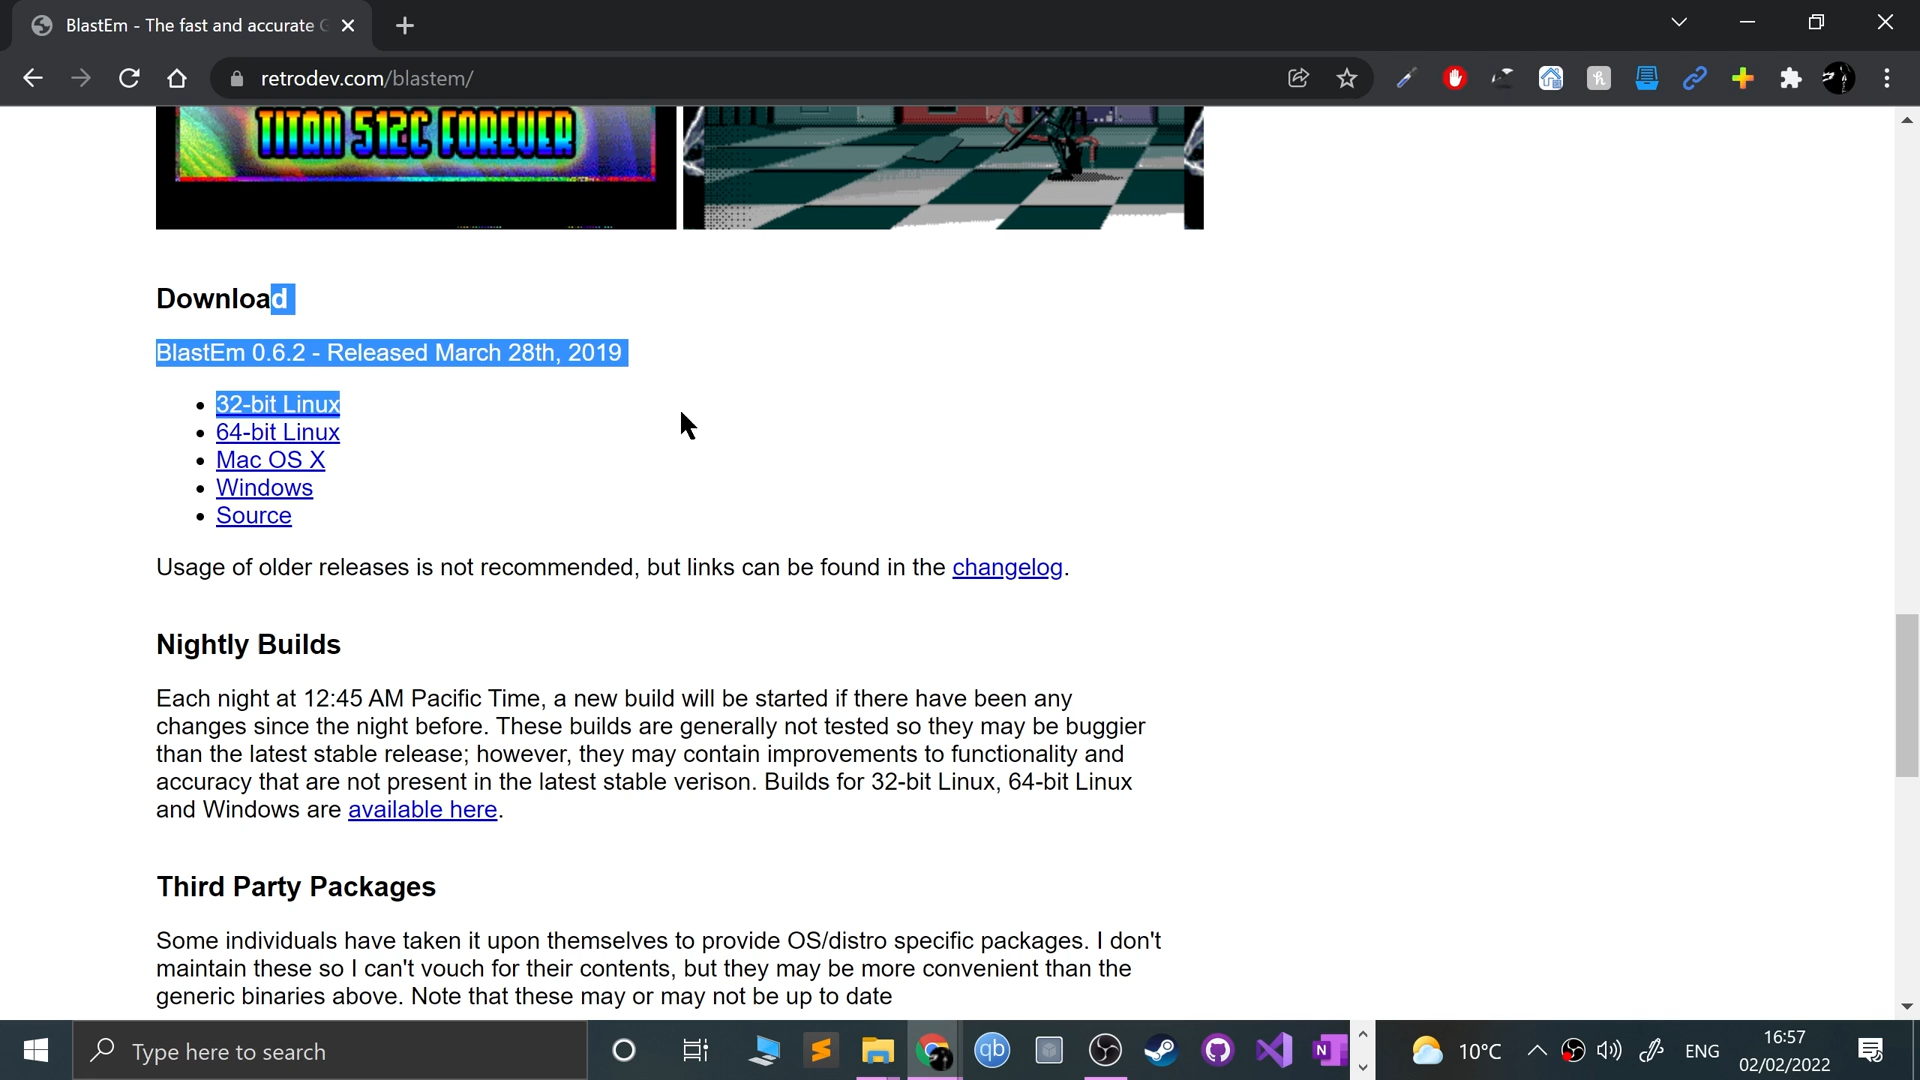 BlastEm - The fast and accurate G
retrodev.com/blastem/
TITAN 512C FOREVER
Download
BlastEm 0.6.2 - Released March 28th, 2019
32-bit Linux
64-bit Linux
Mac OS X
Windows
Source
Usage of older releases is not recommended, but links can be found in the changelog.
Nightly Builds
Each night at 12:45 AM Pacific Time, a new build will be started if there have been any
changes since the night before. These builds are generally not tested so they may be buggier
than the latest stable release; however, they may contain improvements to functionality and
accuracy that are not present in the latest stable verison. Builds for 32-bit Linux, 64-bit Linux
and Windows are available here.
Third Party Packages
Some individuals have taken it upon themselves to provide OS/distro specific packages. I don't
maintain these so I can't vouch for their contents, but they may be more convenient than the
generic binaries above. Note that these may or may not be up to date
Type here to search
qb
N
10°C
ENG
16:57
02/02/2022